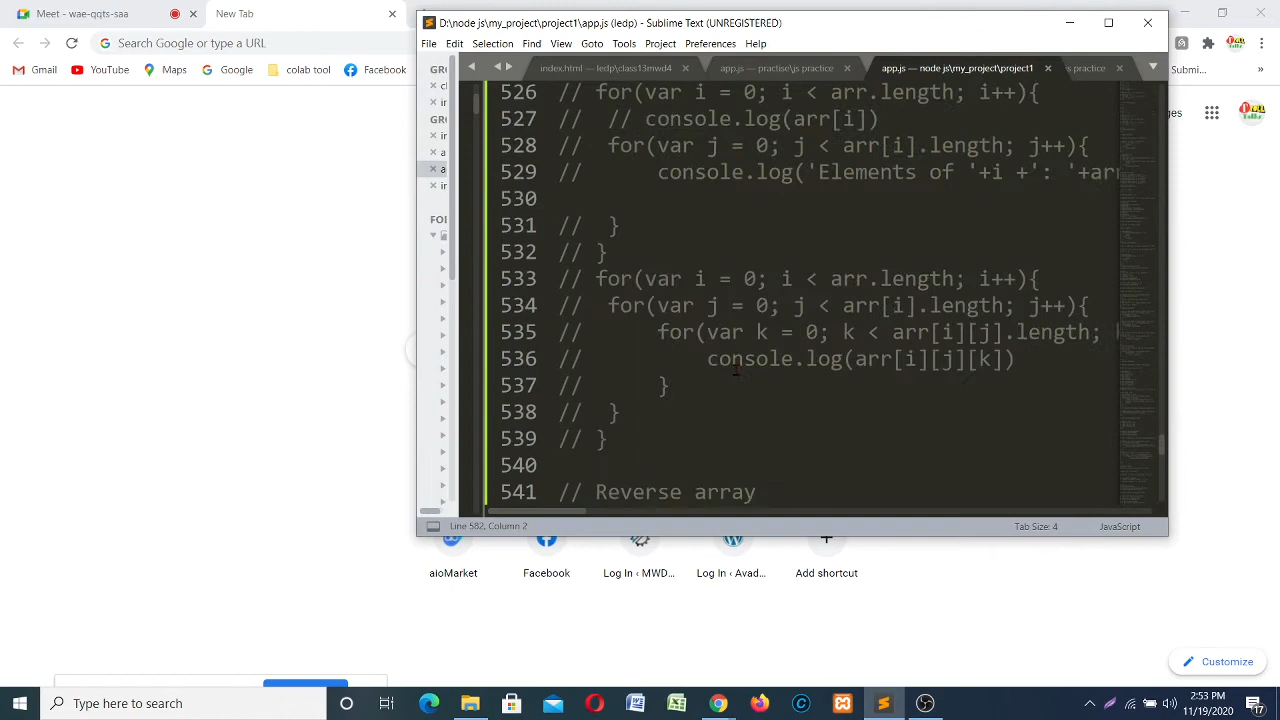 Meet - wae-qqts-
New Tab
Search Google or type a URL
Gm
YouT
Maps
Google
colab tool
Facebook
Submi...
ges
D:\node js\my_project\project1\app.js (ledp) - Sublime Text (UNREGISTERED)
File Edit Selection Find View Goto Tools Project Preferences Help
index.html — ledp\class13mwd4
app.js — practise\js practice
app.js — node js\my_project\project1
s practice
GRO
FOL
526 // for(var i = 0; i < arr.length; i++){
527 // // console.log(arr[i])
528 // for(var j = 0; j < arr[i].length; j++){
529 // console.log('Elements of '+i +': '+arr
530
531 // }
532 // }
533 // for(var i = 0; i < arr.length; i++){
534 // for(var j = 0; j < arr[i].length; j++){
535 // for(var k = 0; k < arr[i][j].length; k
536 // console.log(arr[i][j][k])
537 // }
538 // }
539 // }
540
541 // Reverse array
Line 582, Column 2
Tab Size: 4
JavaScript
aioMarket
Facebook
Log In ‹ MWD...
Log In ‹ Avad...
Add shortcut
Customize
Type here to search
2:53 PM
11/19/2020